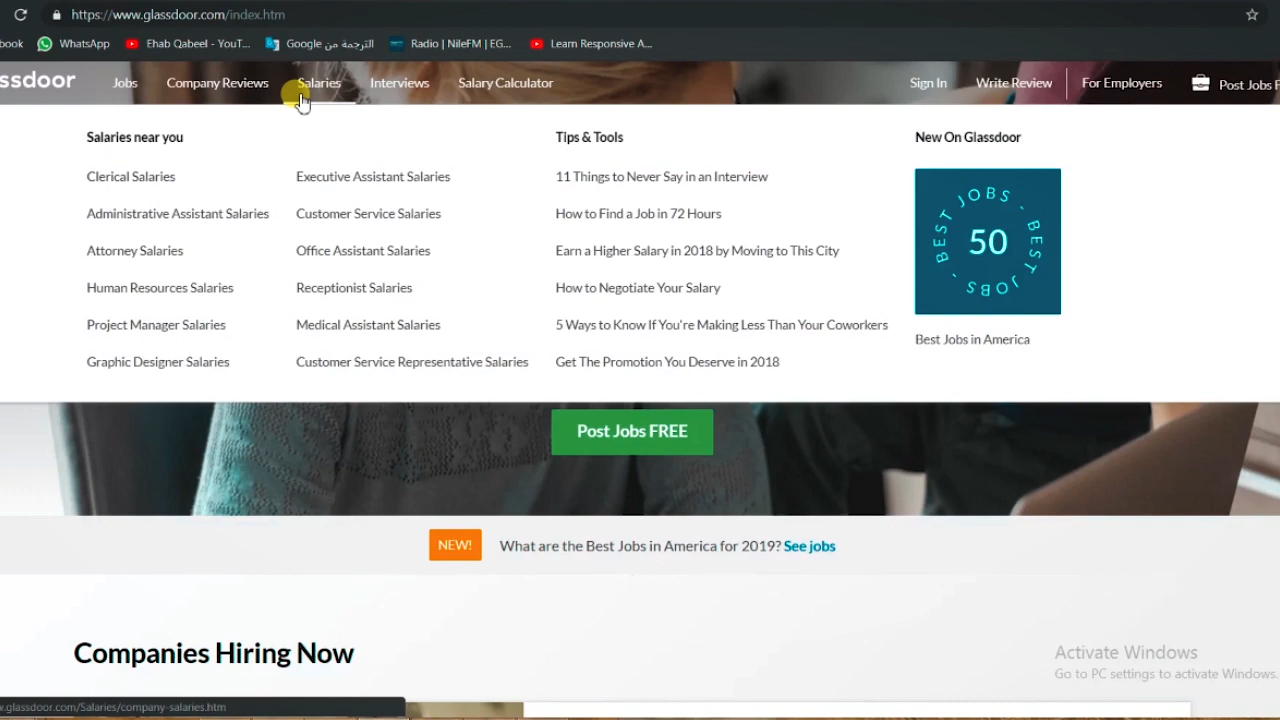 https://www.glassdoor.com/index.htm
book WhatsApp Ehab Qabeel - YouT... الترجمة من Google Radio | NileFM | EG... Learn Responsive A...
ssdoor Jobs Company Reviews Salaries Interviews Salary Calculator Sign In Write Review For Employers Post Jobs F
Salaries near you
Clerical Salaries
Administrative Assistant Salaries
Attorney Salaries
Human Resources Salaries
Project Manager Salaries
Graphic Designer Salaries
Executive Assistant Salaries
Customer Service Salaries
Office Assistant Salaries
Receptionist Salaries
Medical Assistant Salaries
Customer Service Representative Salaries
Tips & Tools
11 Things to Never Say in an Interview
How to Find a Job in 72 Hours
Earn a Higher Salary in 2018 by Moving to This City
How to Negotiate Your Salary
5 Ways to Know If You're Making Less Than Your Coworkers
Get The Promotion You Deserve in 2018
New On Glassdoor
BEST JOBS - BEST JOBS -
50
Best Jobs in America
Post Jobs FREE
NEW! What are the Best Jobs in America for 2019? See jobs
Companies Hiring Now
Activate Windows
Go to PC settings to activate Windows.
w.glassdoor.com/Salaries/company-salaries.htm